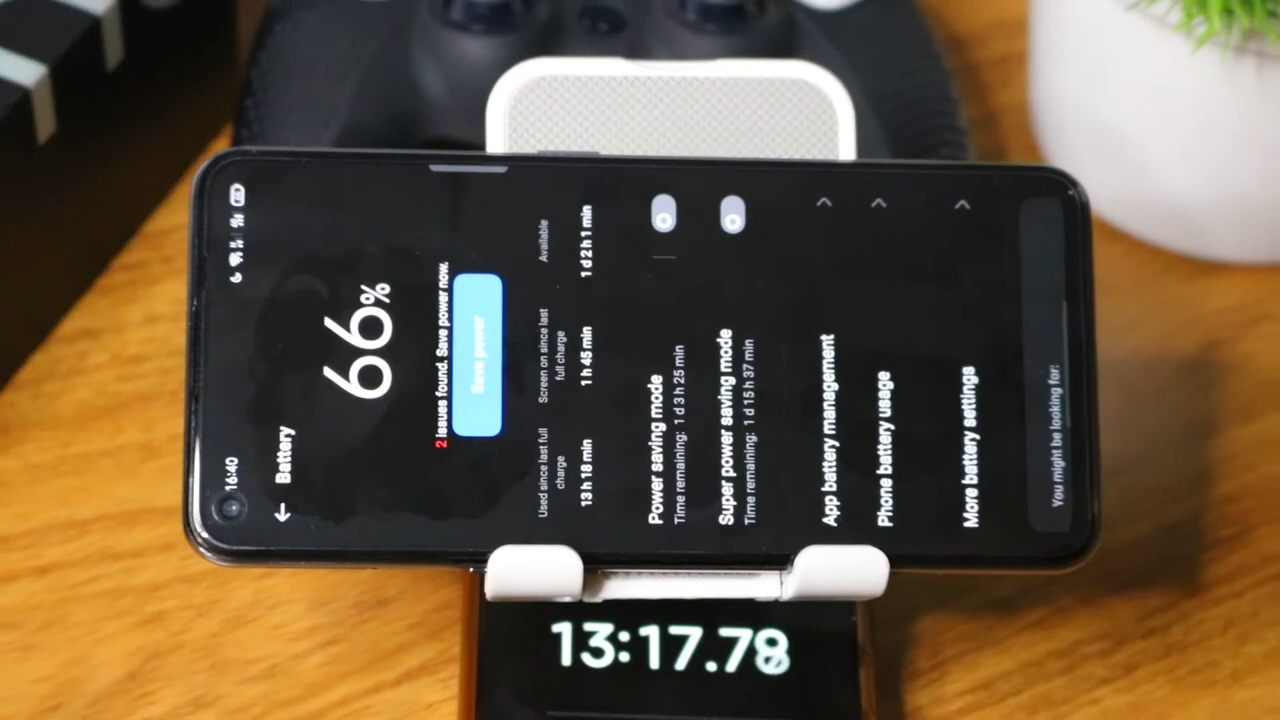 16:40
← Battery
66%
2 issues found. Save power now.
Save power
Used since last full
charge
13 h 18 min
Screen on since last
full charge
1 h 45 min
Available
1 d 2 h 1 min
Power saving mode
Time remaining: 1 d 3 h 25 min
Super power saving mode
Time remaining: 1 d 15 h 37 min
App battery management
Phone battery usage
More battery settings
You might be looking for:
13:17.78